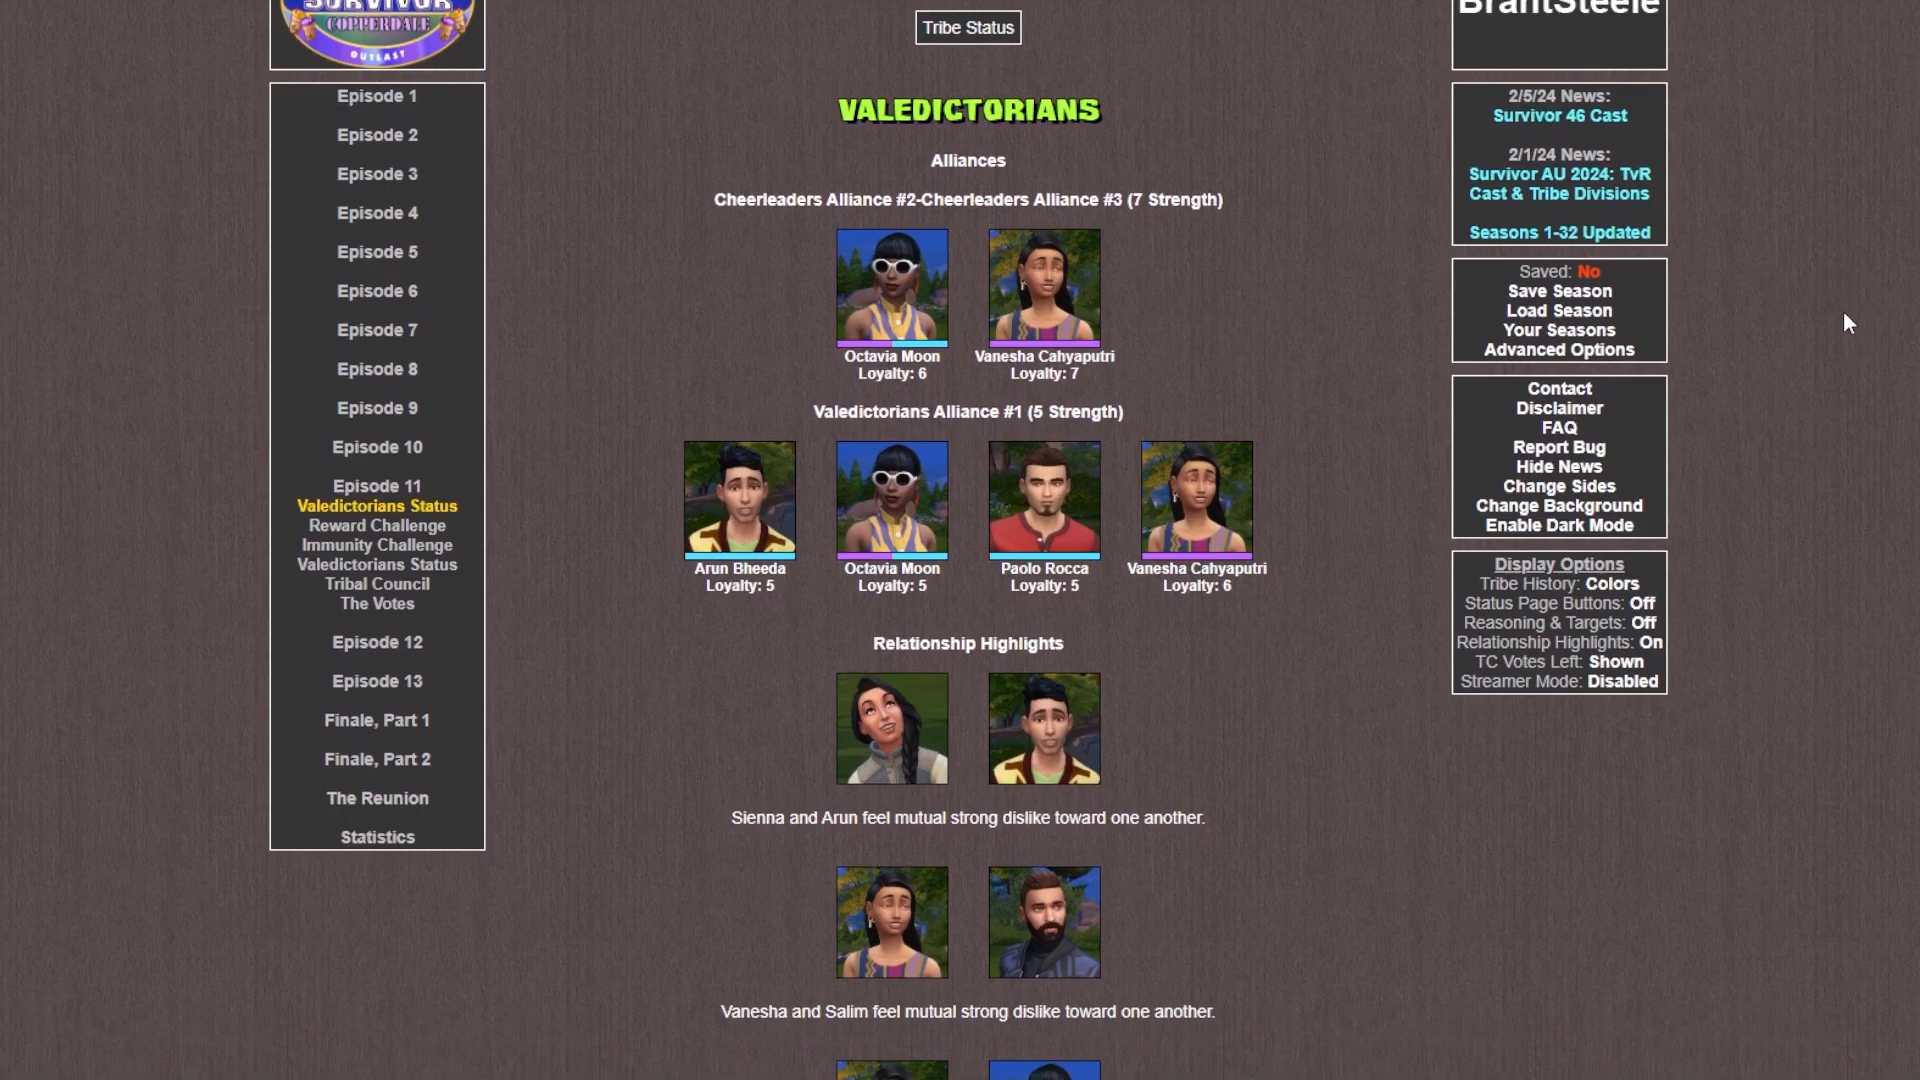 SURVIVOR
COPPERDALE
OUTLAST
Episode 1
Episode 2
Episode 3
Episode 4
Episode 5
Episode 6
Episode 7
Episode 8
Episode 9
Episode 10
Episode 11
Valedictorians Status
Reward Challenge
Immunity Challenge
Valedictorians Status
Tribal Council
The Votes
Episode 12
Episode 13
Finale, Part 1
Finale, Part 2
The Reunion
Statistics
Tribe Status
VALEDICTORIANS
Alliances
Cheerleaders Alliance #2-Cheerleaders Alliance #3 (7 Strength)
Octavia Moon
Loyalty: 6
Vanesha Cahyaputri
Loyalty: 7
Valedictorians Alliance #1 (5 Strength)
Arun Bheeda
Loyalty: 5
Octavia Moon
Loyalty: 5
Paolo Rocca
Loyalty: 5
Vanesha Cahyaputri
Loyalty: 6
Relationship Highlights
Sienna and Arun feel mutual strong dislike toward one another.
Vanesha and Salim feel mutual strong dislike toward one another.
BrantSteele
2/5/24 News:
Survivor 46 Cast
2/1/24 News:
Survivor AU 2024: TvR
Cast & Tribe Divisions
Seasons 1-32 Updated
Saved: No
Save Season
Load Season
Your Seasons
Advanced Options
Contact
Disclaimer
FAQ
Report Bug
Hide News
Change Sides
Change Background
Enable Dark Mode
Display Options
Tribe History: Colors
Status Page Buttons: Off
Reasoning & Targets: Off
Relationship Highlights: On
TC Votes Left: Shown
Streamer Mode: Disabled